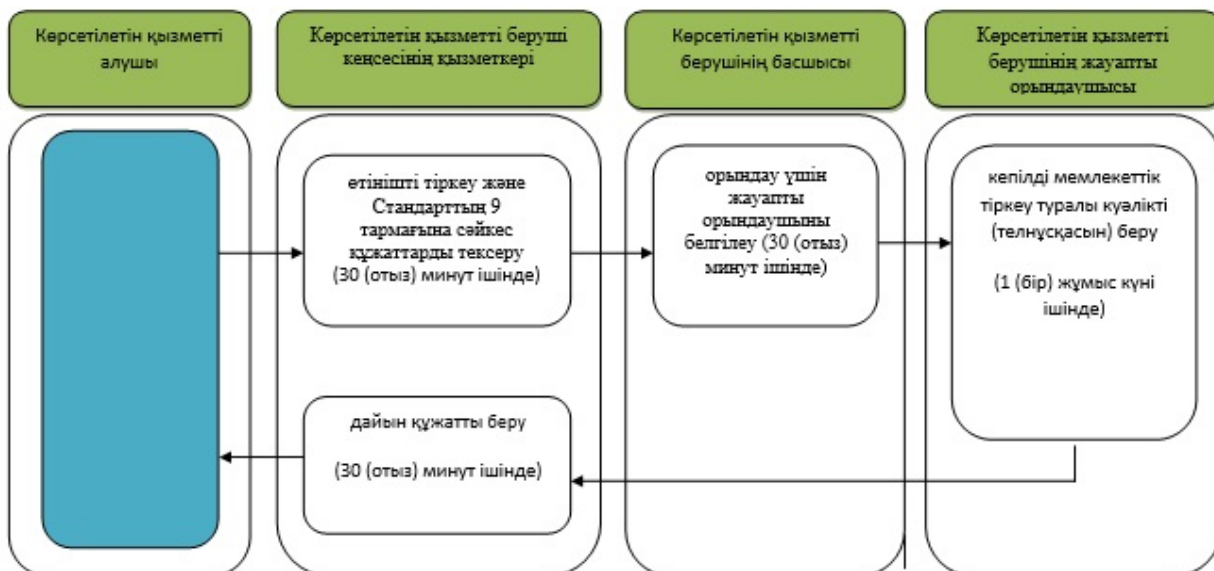 Көрсетілетін қызметті
алушы
Көрсетілетін қызметті беруші
кеңсесінің қызметкері
Көрсетілетін қызметті
берушінің басшысы
Көрсетілетін қызметті
берушінің жауапты
орындаушысы
өтінішті тіркеу және
Стандарттың 9
тармағына сәйкес
құжаттарды тексеру
(30 (отыз) минут ішінде)
орындау үшін
жауапты
орындаушыны
белгілеу (30 (отыз)
минут ішінде)
кепілді мемлекеттік
тіркеу туралы куәлікті
(телнұсқасын) беру
(1 (бір) жұмыс күні
ішінде)
дайын құжатты беру
(30 (отыз) минут ішінде)